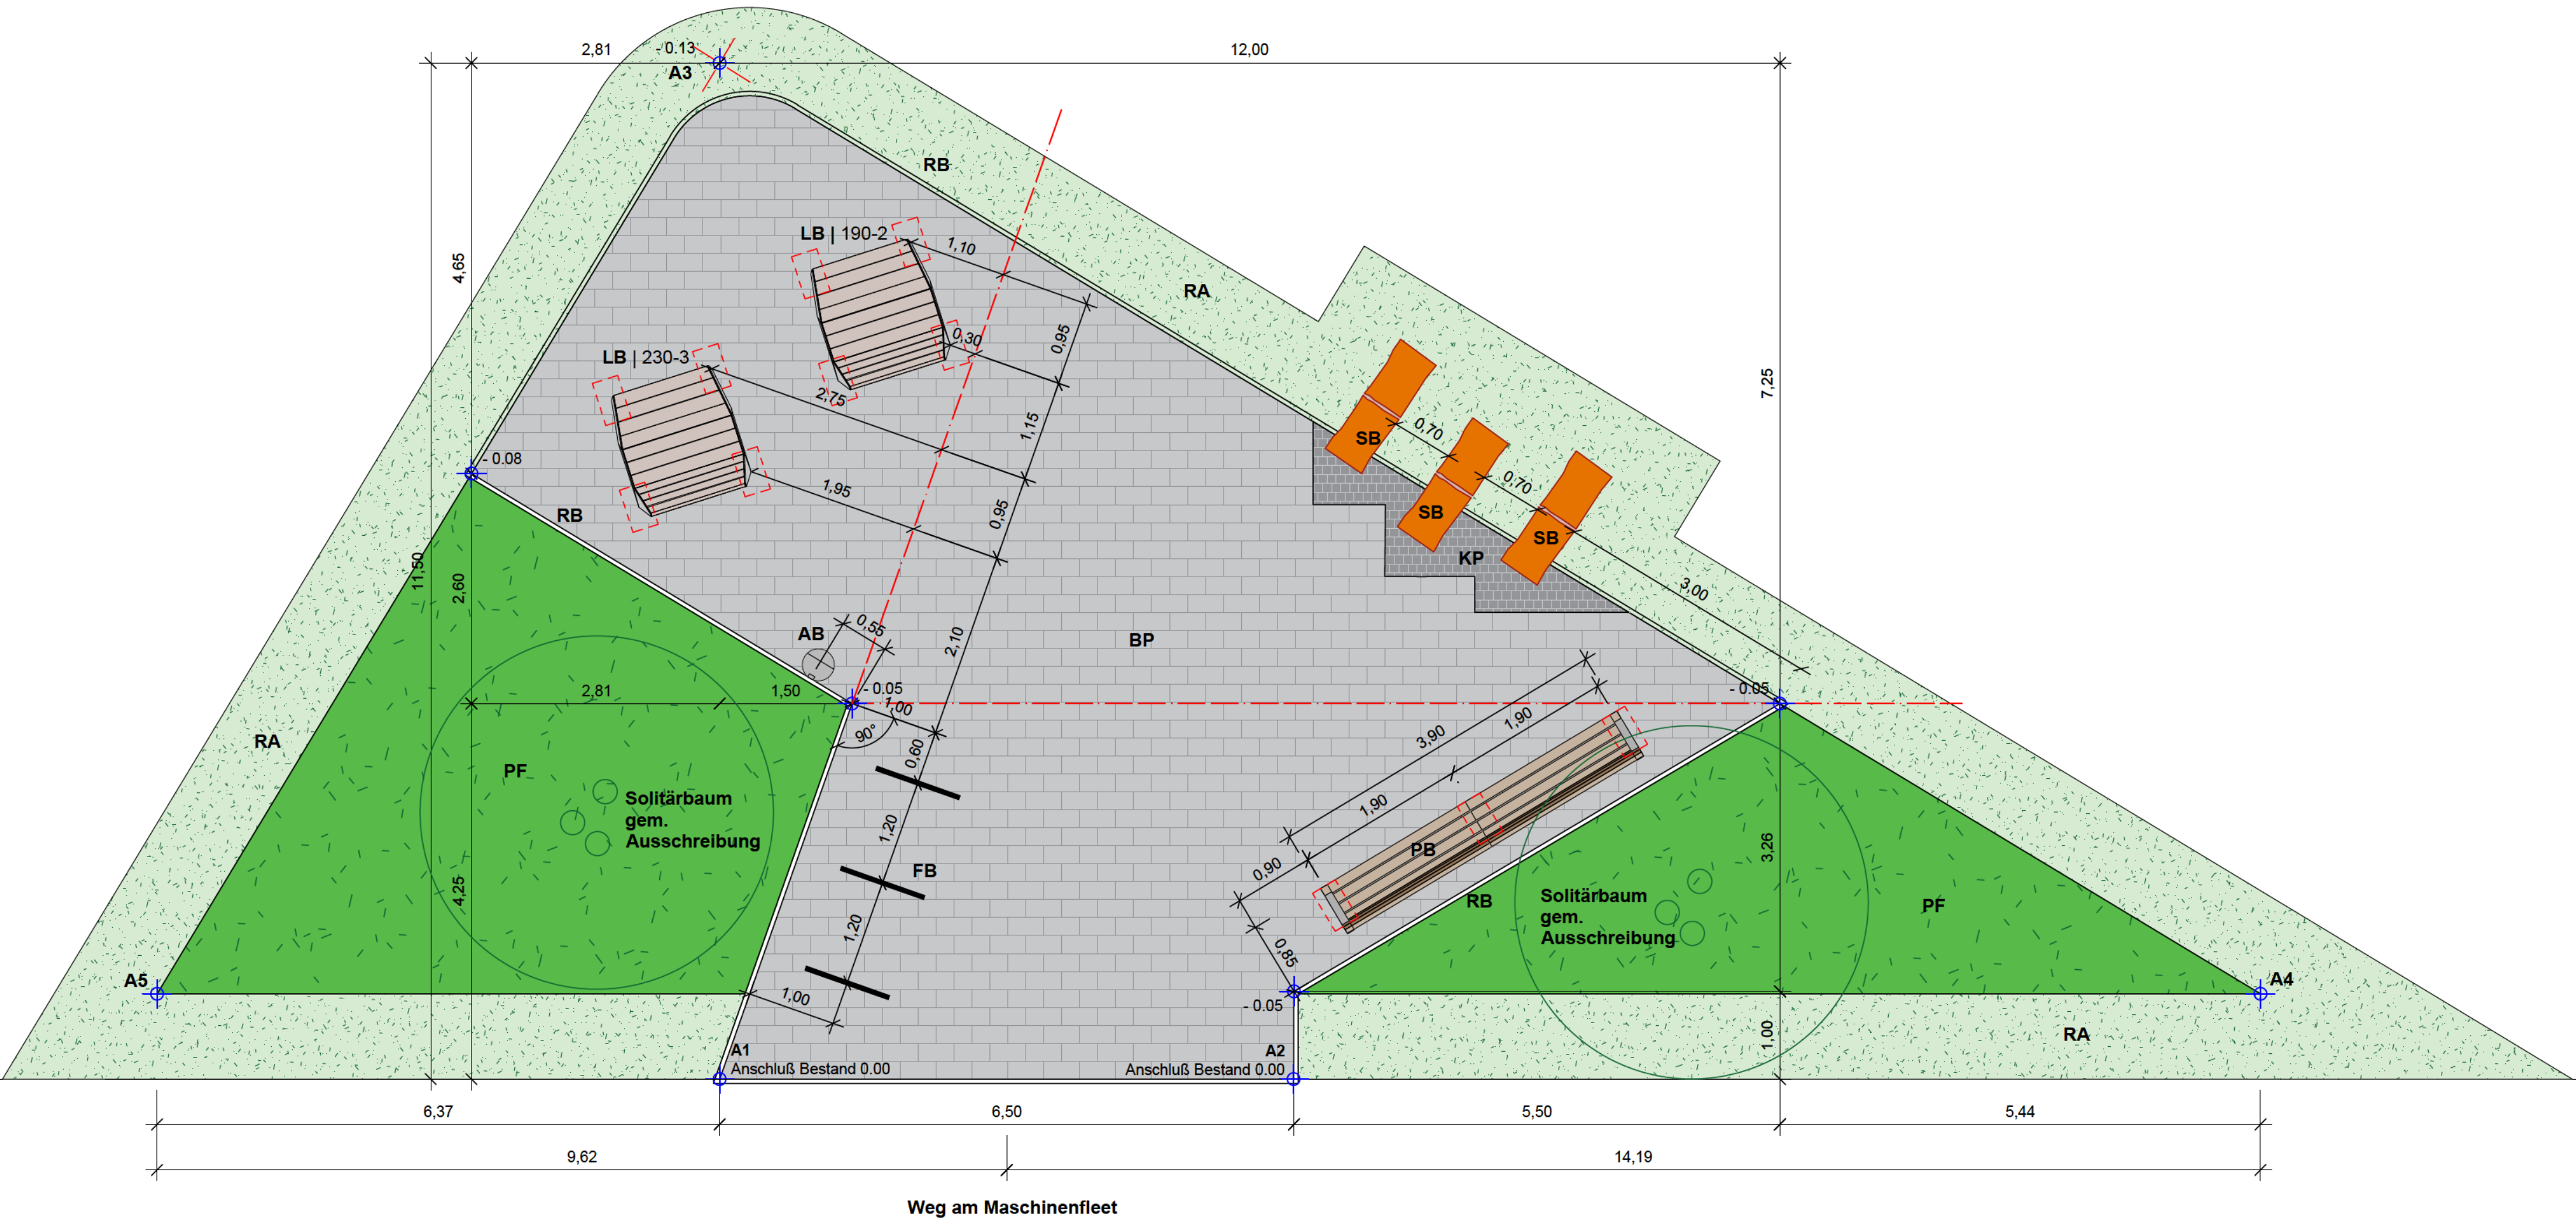 2,81
- 0.13
12,00
A3
RB
LB | 190-2
1,10
4,65
RA
0,30
0,95
LB | 230-3
7,25
2,75
1,15
0,70
SB
- 0.08
1,95
0,70
SB
RB
0,95
SB
KP
11,50
2,60
3,00
AB
0,55
BP
2,10
2,81
1,50
- 0.05
- 0.05
1,00
90°
RA
0,60
3,90
1,90
PF
Solitärbaum
gem.
Ausschreibung
1,20
1,90
PB
3,26
FB
0,90
4,25
RB
Solitärbaum
gem.
Ausschreibung
PF
1,20
0,85
A5
A4
1,00
- 0.05
1,00
RA
A1
Anschluß Bestand 0.00
A2
Anschluß Bestand 0.00
6,37
6,50
5,50
5,44
9,62
14,19
Weg am Maschinenfleet